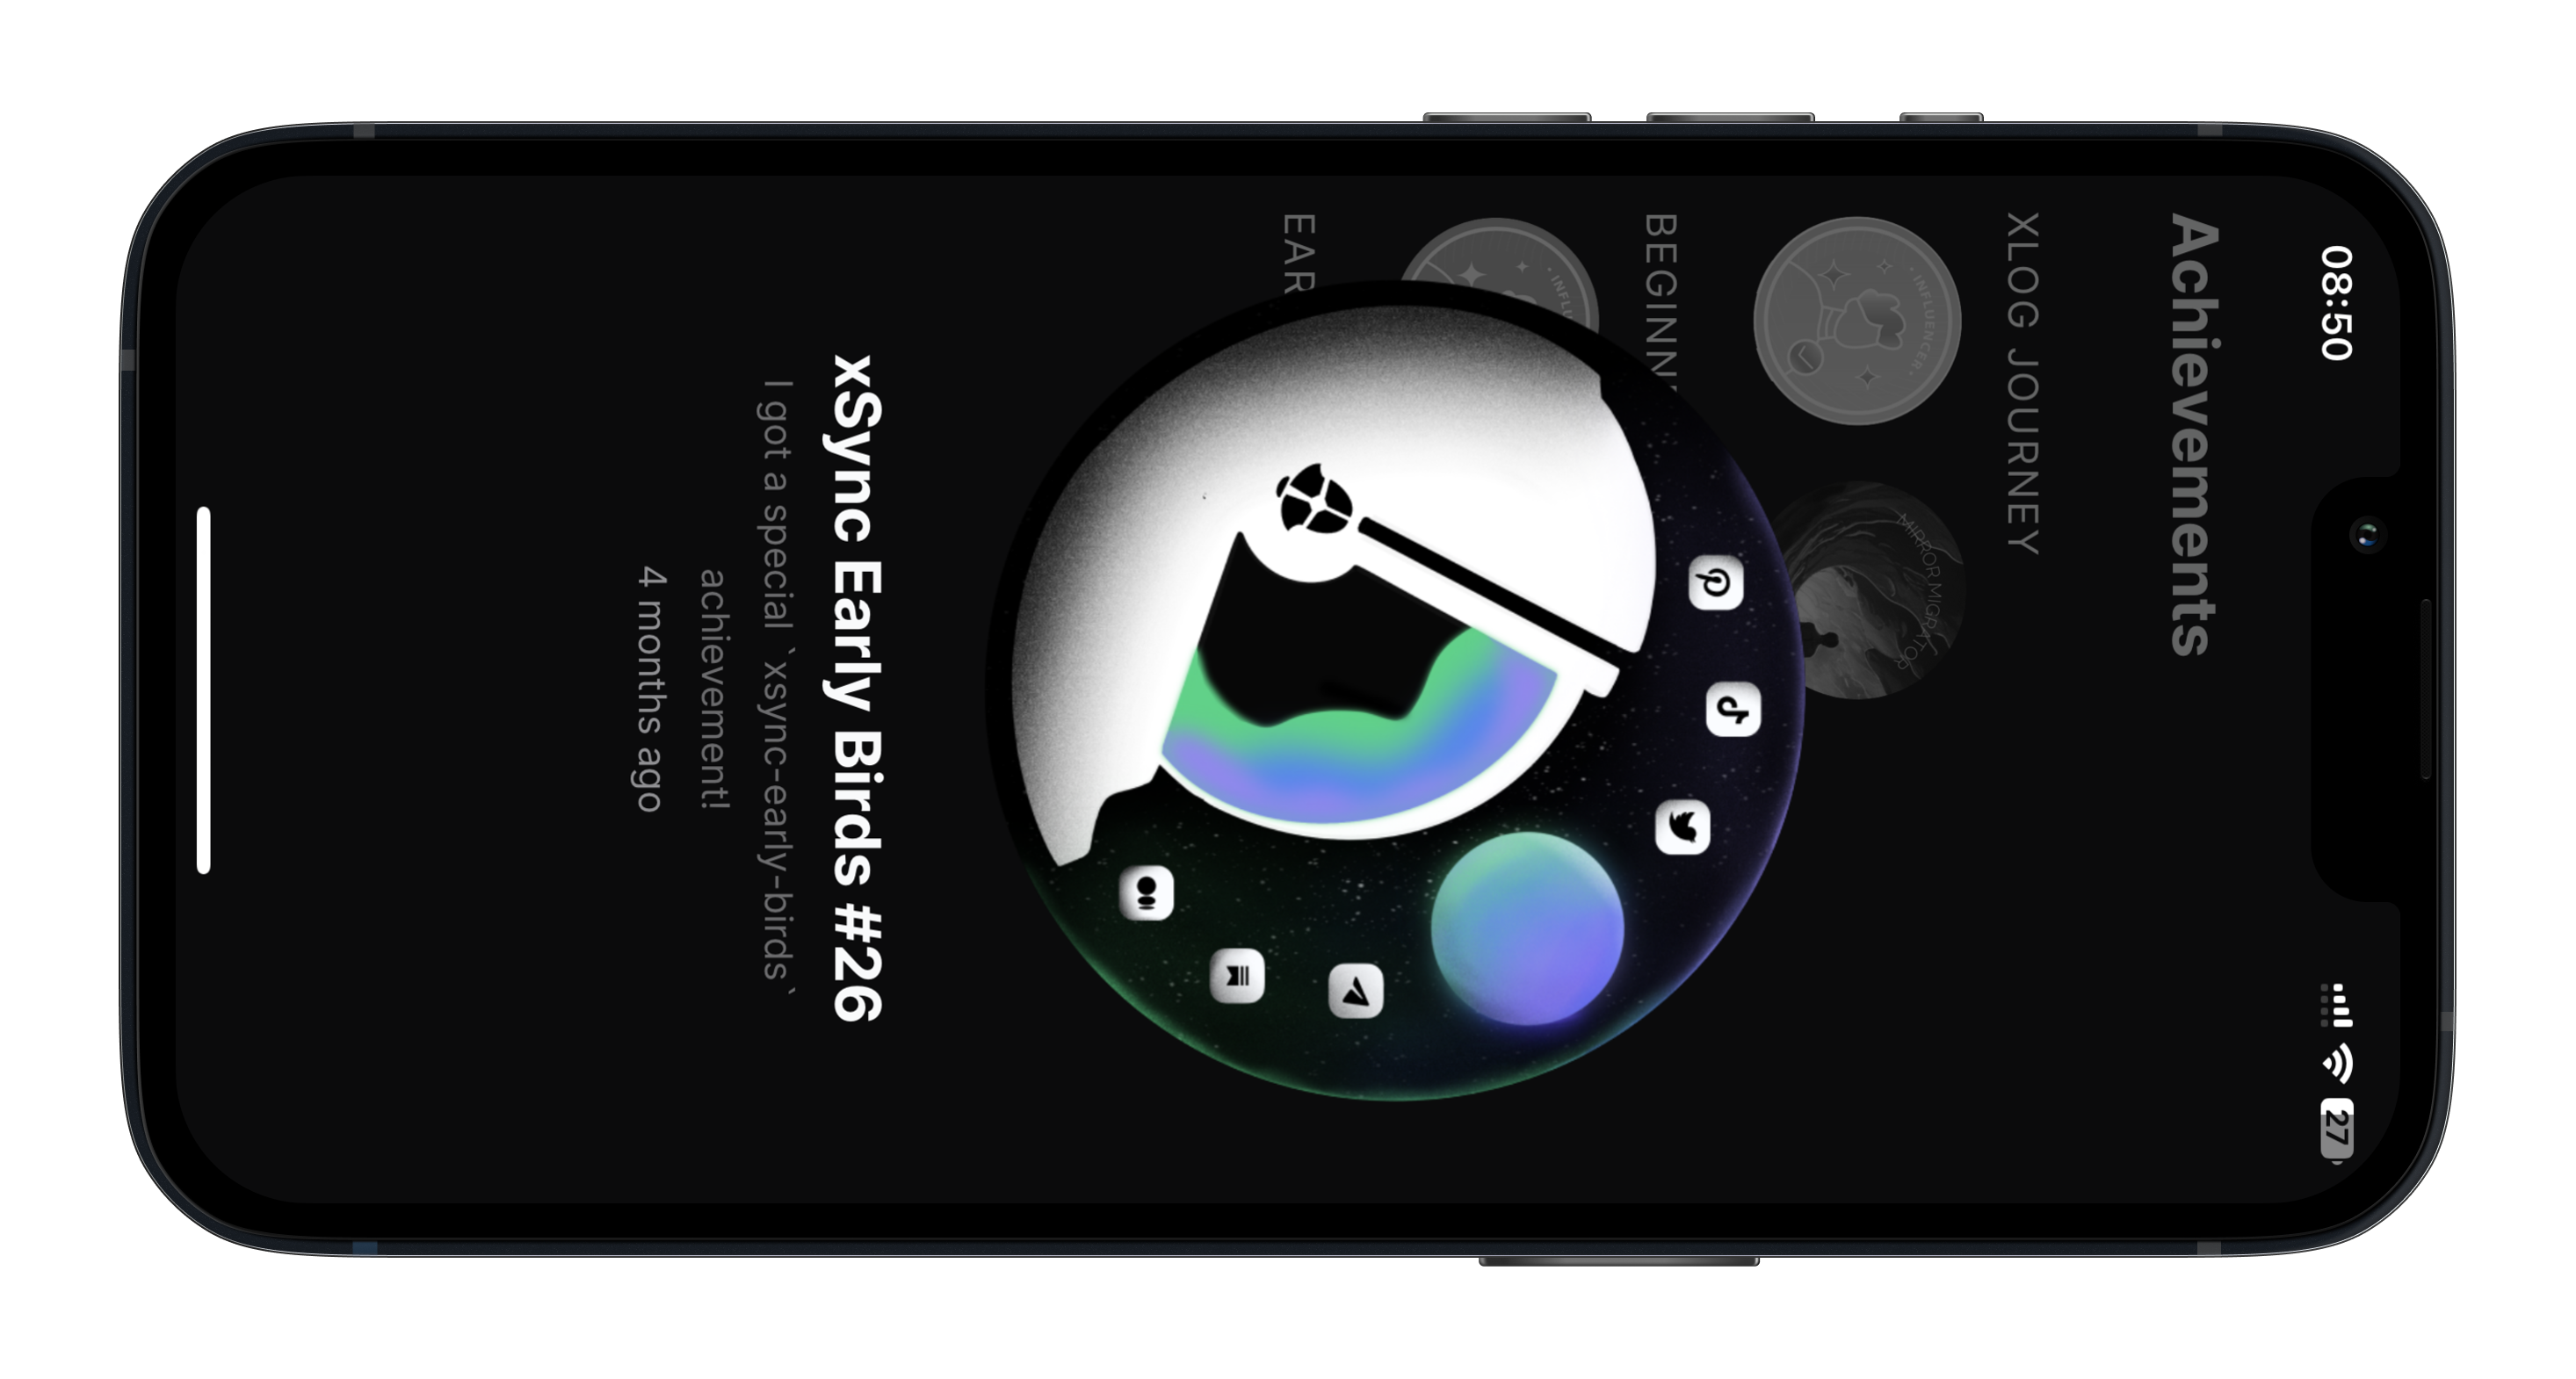 08:50
27
Achievements
XLOG JOURNEY
· INFLUENCER ·
MIRROR MIGRATOR
BEGINN
INFLU
EAR
xSync Early Birds #26
I got a special `xsync-early-birds`
achievement!
4 months ago